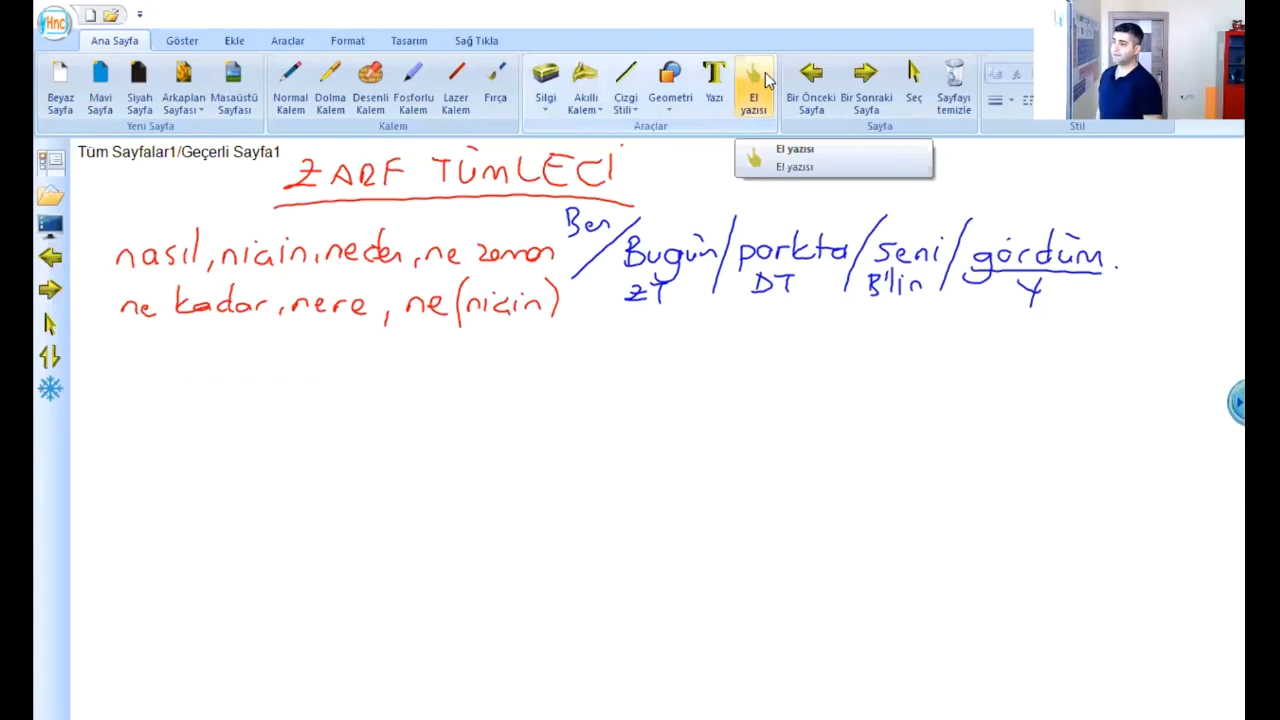 Hnc
Ana Sayfa Göster Ekle Araçlar Format Tasarım Sağ Tıkla
Beyaz Sayfa Mavi Sayfa Siyah Sayfa Arkaplan Sayfası Masaüstü Sayfası Normal Kalem Dolma Kalem Desenli Kalem Fosforlu Kalem Lazer Kalem Fırça Silgi Akıllı Kalem Çizgi Stili Geometri Yazı El yazısı Bir Önceki Sayfa Bir Sonraki Sayfa Seç Sayfayı temizle
Yeni Sayfa Kalem Araçlar Sayfa Stil
Tüm Sayfalar1/Geçerli Sayfa1
El yazısı
El yazısı
ZARF TÜMLECİ
nasıl, niçin, neden, ne zaman
ne kadar, nere, ne (niçin)
Ben / Bugün / parkta / seni / gördüm.
ZT DT B'lin Y